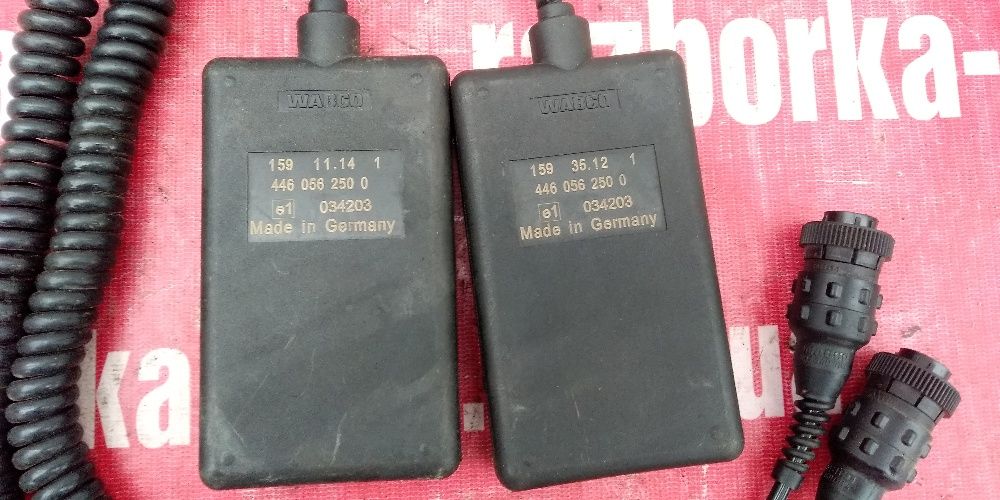 razborka-
WABCO
159 11.14 1
446 056 250 0
e1 034203
Made in Germany
WABCO
159 35.12 1
446 056 250 0
e1 034203
Made in Germany
ka